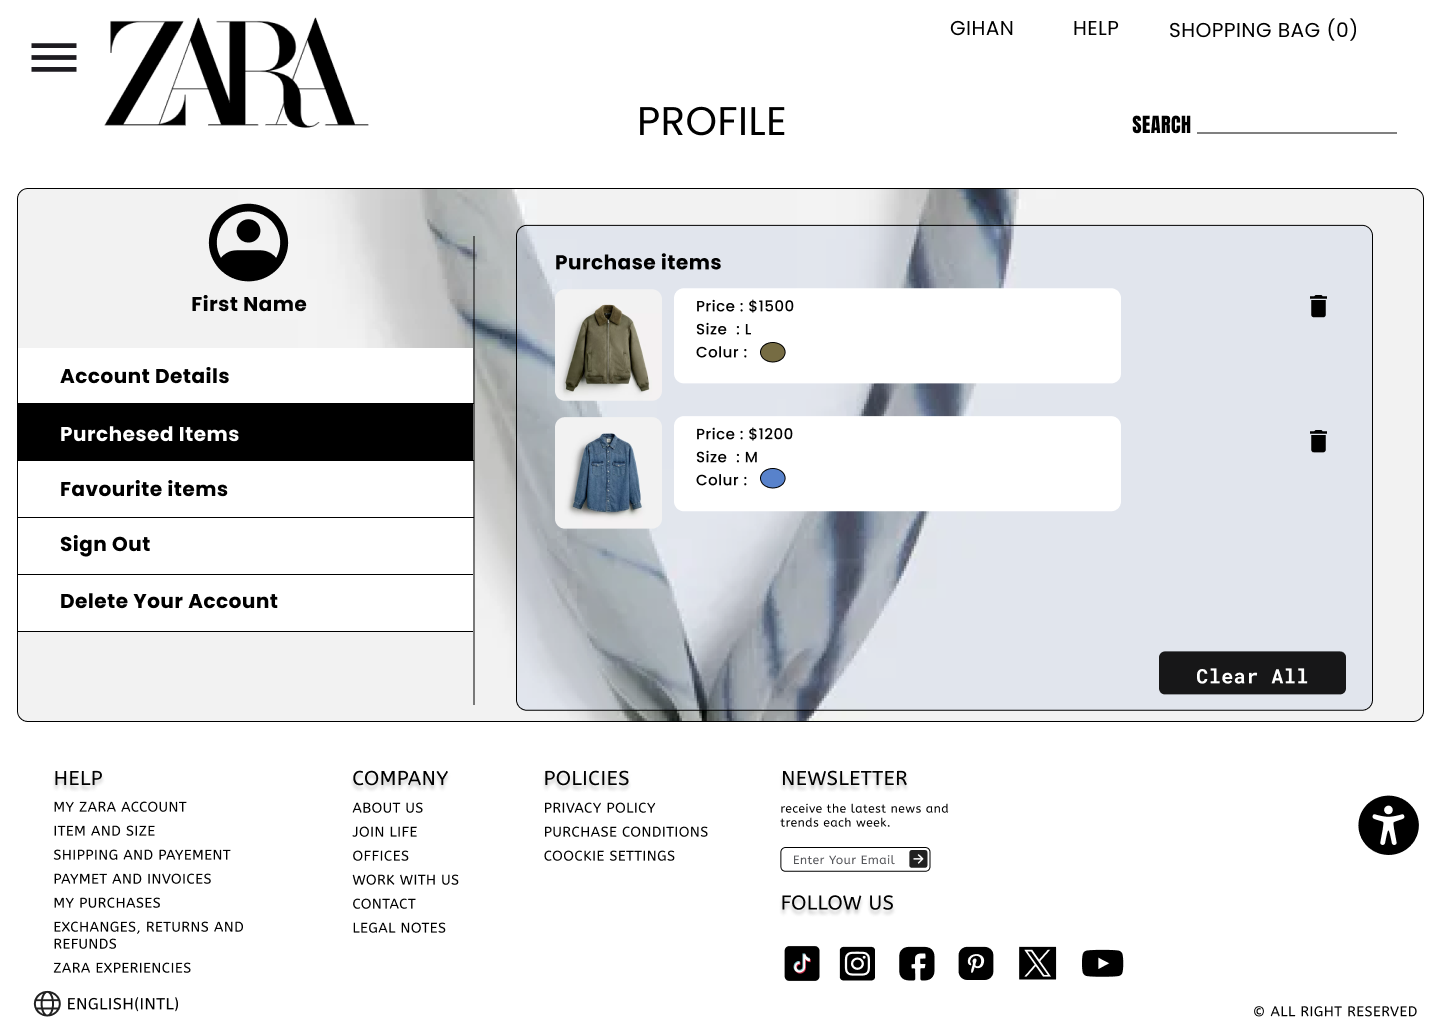 ZARA
GIHAN
HELP
SHOPPING BAG (0)
PROFILE
SEARCH
First Name
Account Details
Purchesed Items
Favourite items
Sign Out
Delete Your Account
Purchase items
Price : $1500
Size : L
Colur :
Price : $1200
Size : M
Colur :
Clear All
HELP
MY ZARA ACCOUNT
ITEM AND SIZE
SHIPPING AND PAYEMENT
PAYMET AND INVOICES
MY PURCHASES
EXCHANGES, RETURNS AND
REFUNDS
ZARA EXPERIENCIES
ENGLISH(INTL)
COMPANY
ABOUT US
JOIN LIFE
OFFICES
WORK WITH US
CONTACT
LEGAL NOTES
POLICIES
PRIVACY POLICY
PURCHASE CONDITIONS
COOCKIE SETTINGS
NEWSLETTER
receive the latest news and
trends each week.
Enter Your Email
FOLLOW US
© ALL RIGHT RESERVED